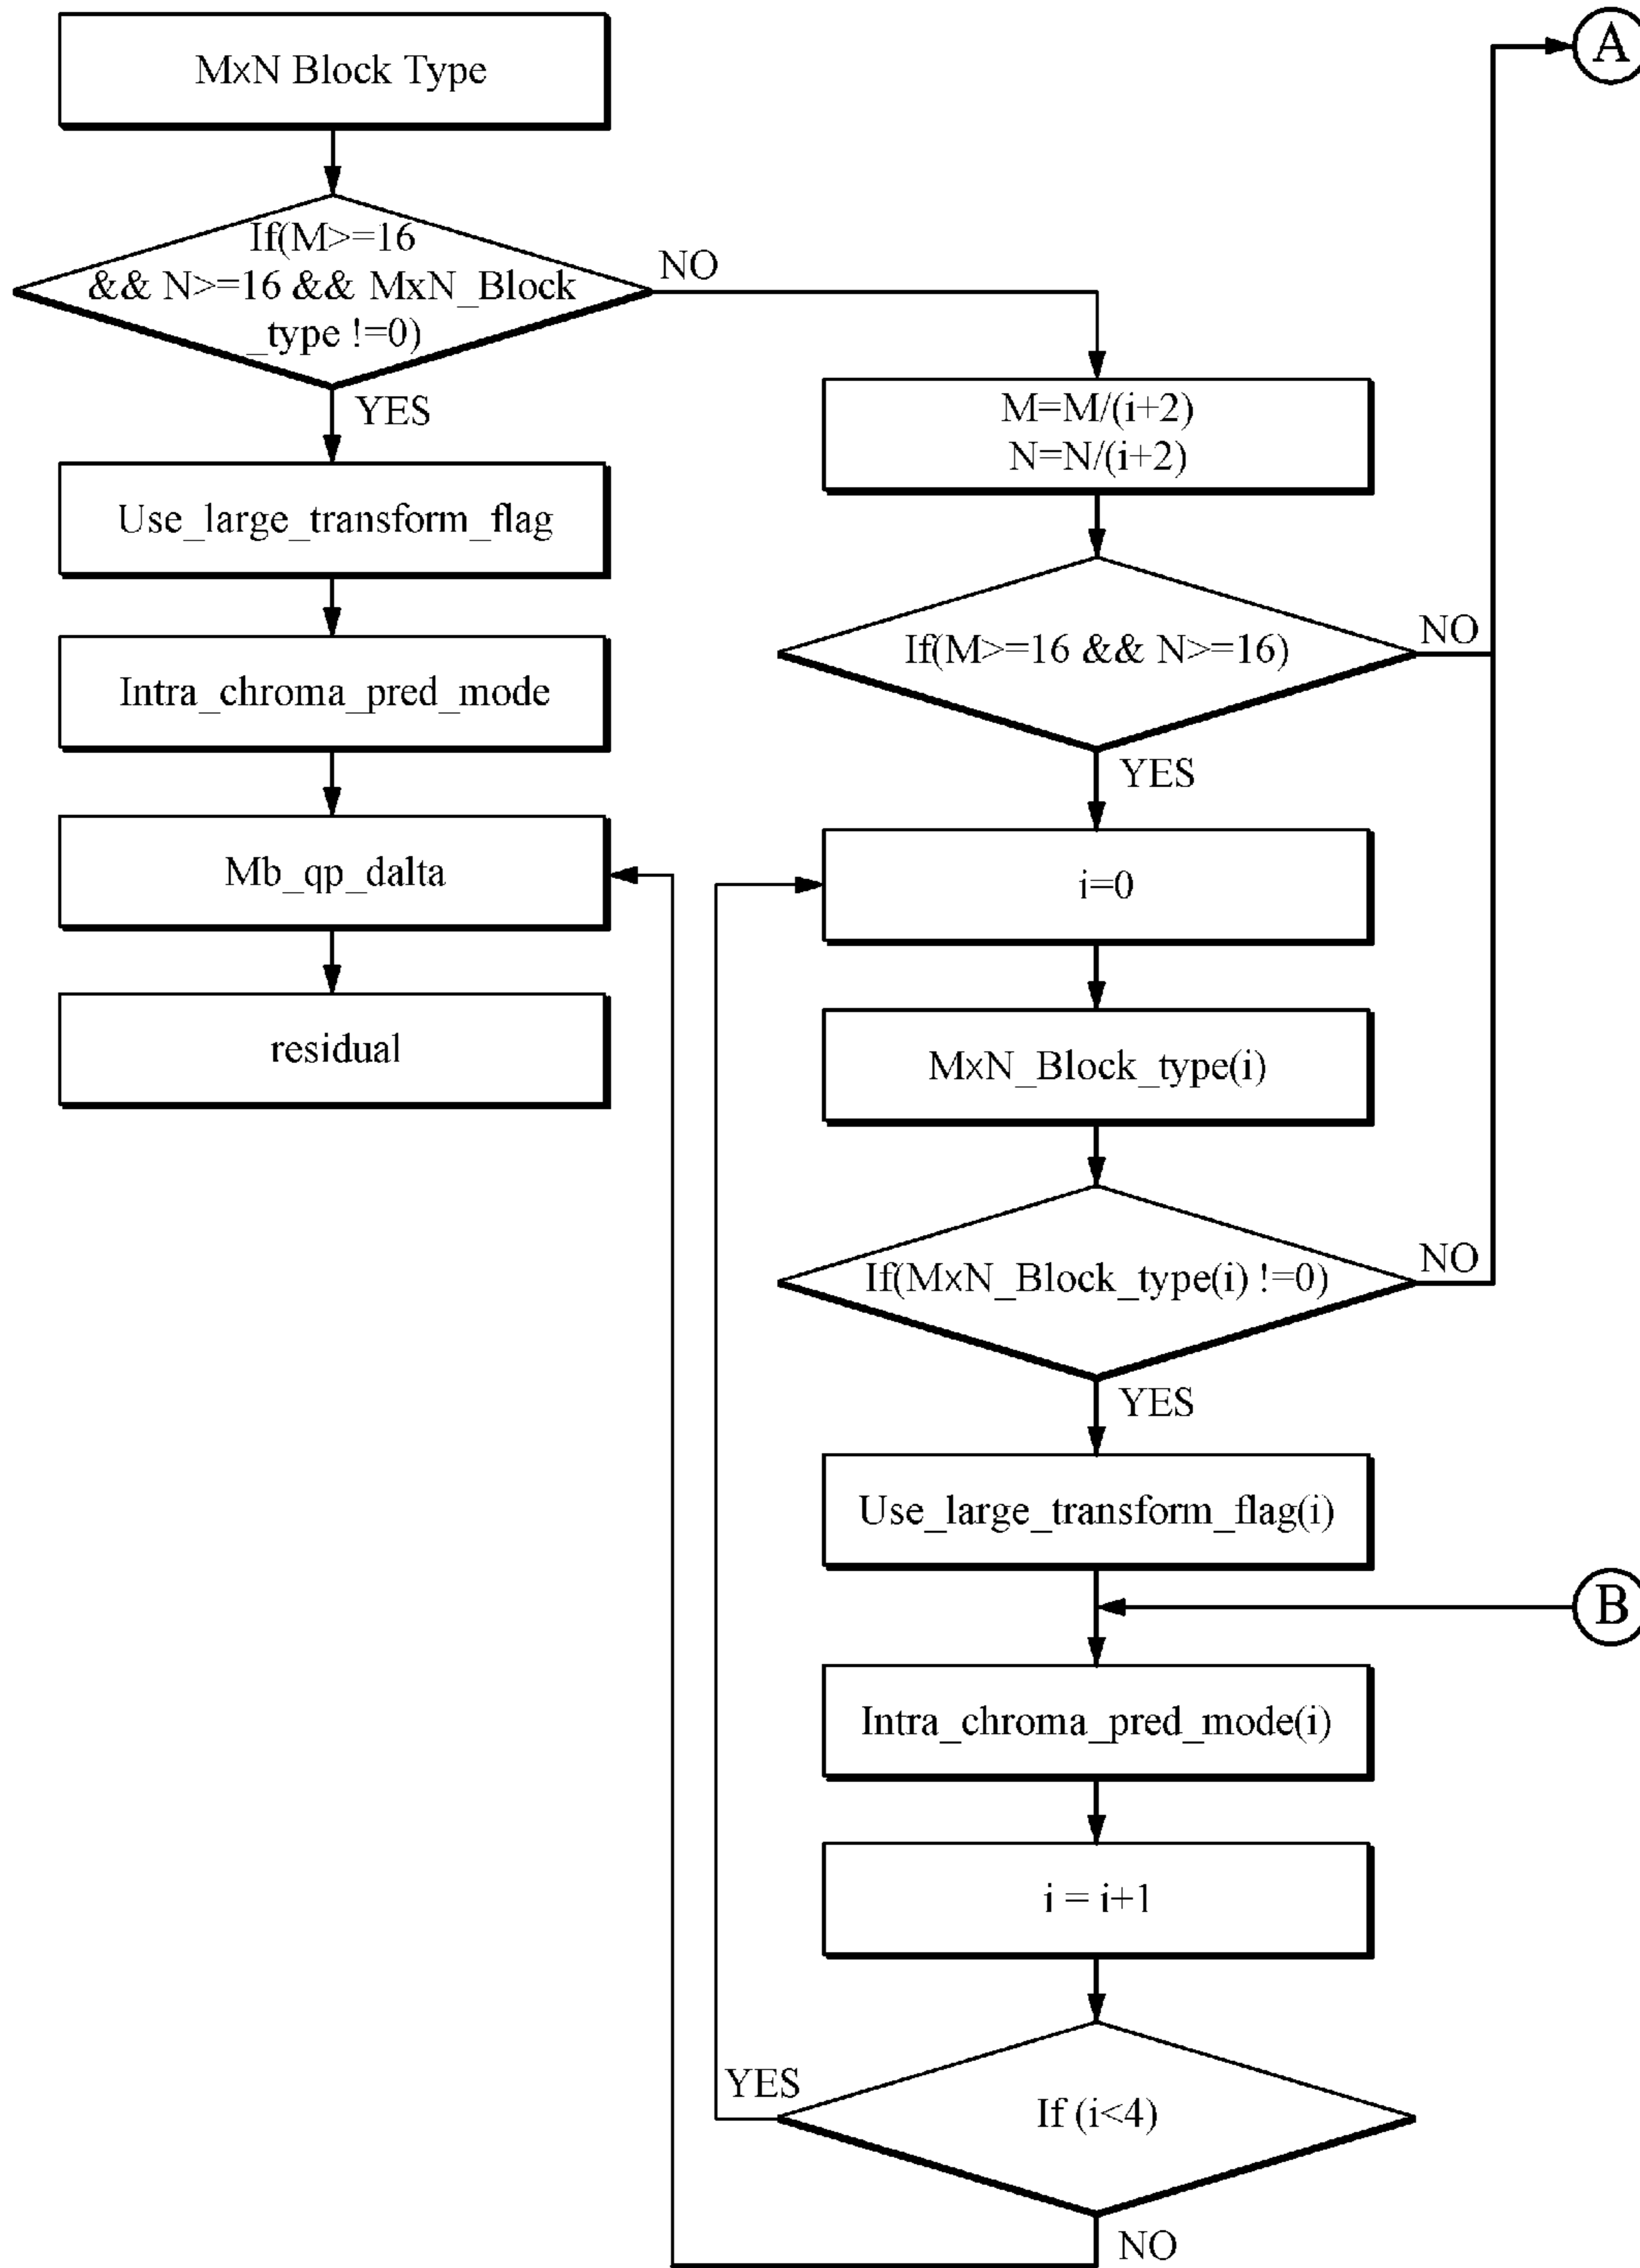 MxN Block Type
If(M>=16
&& N>=16 && MxN_Block
_type !=0)
NO
YES
Use_large_transform_flag
Intra_chroma_pred_mode
Mb_qp_dalta
residual
A
M=M/(i+2)
N=N/(i+2)
If(M>=16 && N>=16)
NO
YES
i=0
MxN_Block_type(i)
If(MxN_Block_type(i) !=0)
NO
YES
Use_large_transform_flag(i)
B
Intra_chroma_pred_mode(i)
i = i+1
YES
If (i<4)
NO